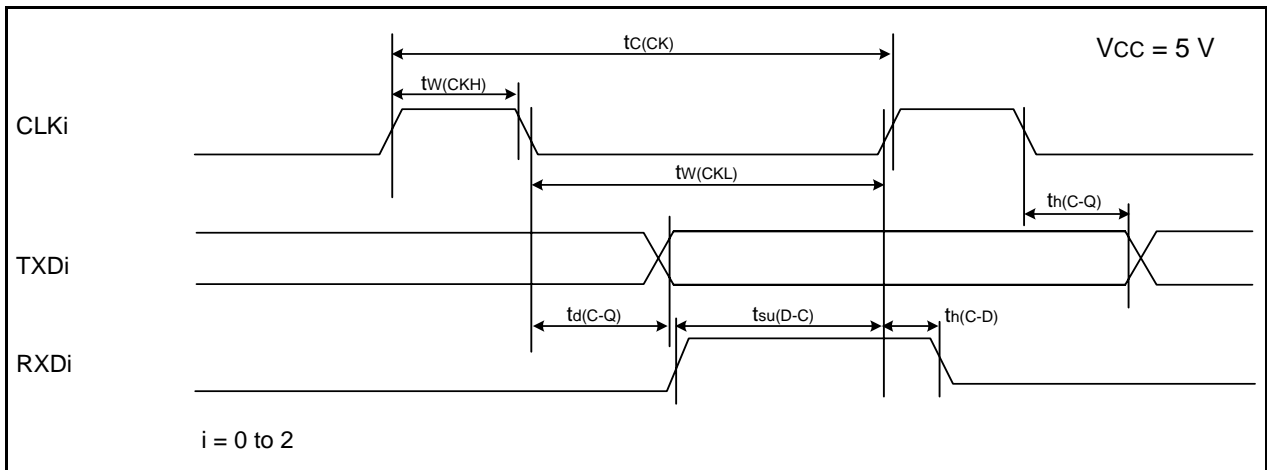 tC(CK)
VCC = 5 V
tW(CKH)
CLKi
tW(CKL)
th(C-Q)
TXDi
td(C-Q)
tsu(D-C)
th(C-D)
RXDi
i = 0 to 2